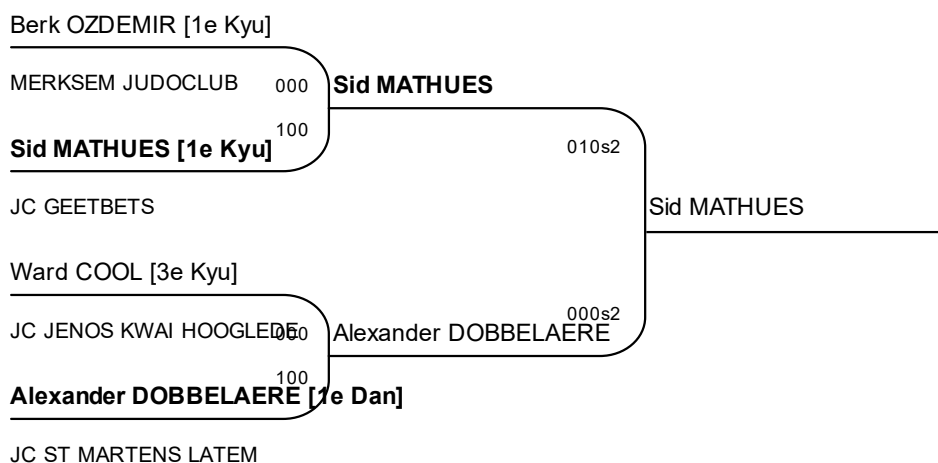 Berk OZDEMIR [1e Kyu]
MERKSEM JUDOCLUB
000
Sid MATHUES
100
Sid MATHUES [1e Kyu]
010s2
JC GEETBETS
Sid MATHUES
Ward COOL [3e Kyu]
000s2
JC JENOS KWAI HOOGLEDE
000
Alexander DOBBELAERE
100
Alexander DOBBELAERE [1e Dan]
JC ST MARTENS LATEM